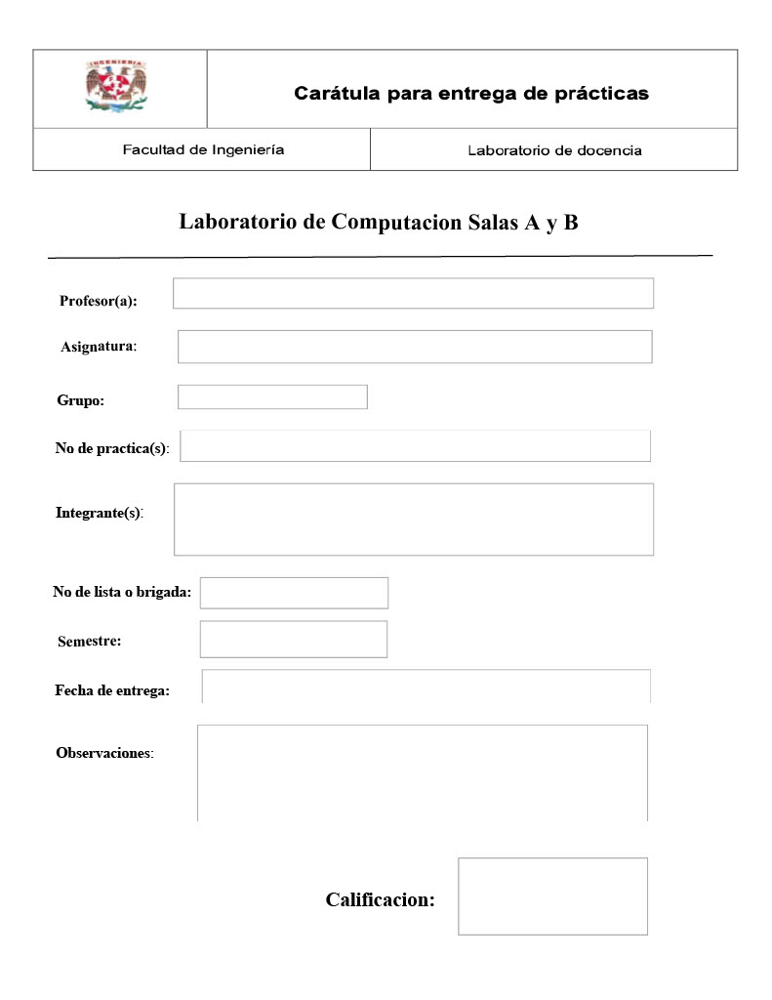 INGENIERIA
Carátula para entrega de prácticas
Facultad de Ingeniería
Laboratorio de docencia
Laboratorio de Computacion Salas A y B
Profesor(a):
Asignatura:
Grupo:
No de practica(s):
Integrante(s):
No de lista o brigada:
Semestre:
Fecha de entrega:
Observaciones:
Calificacion: